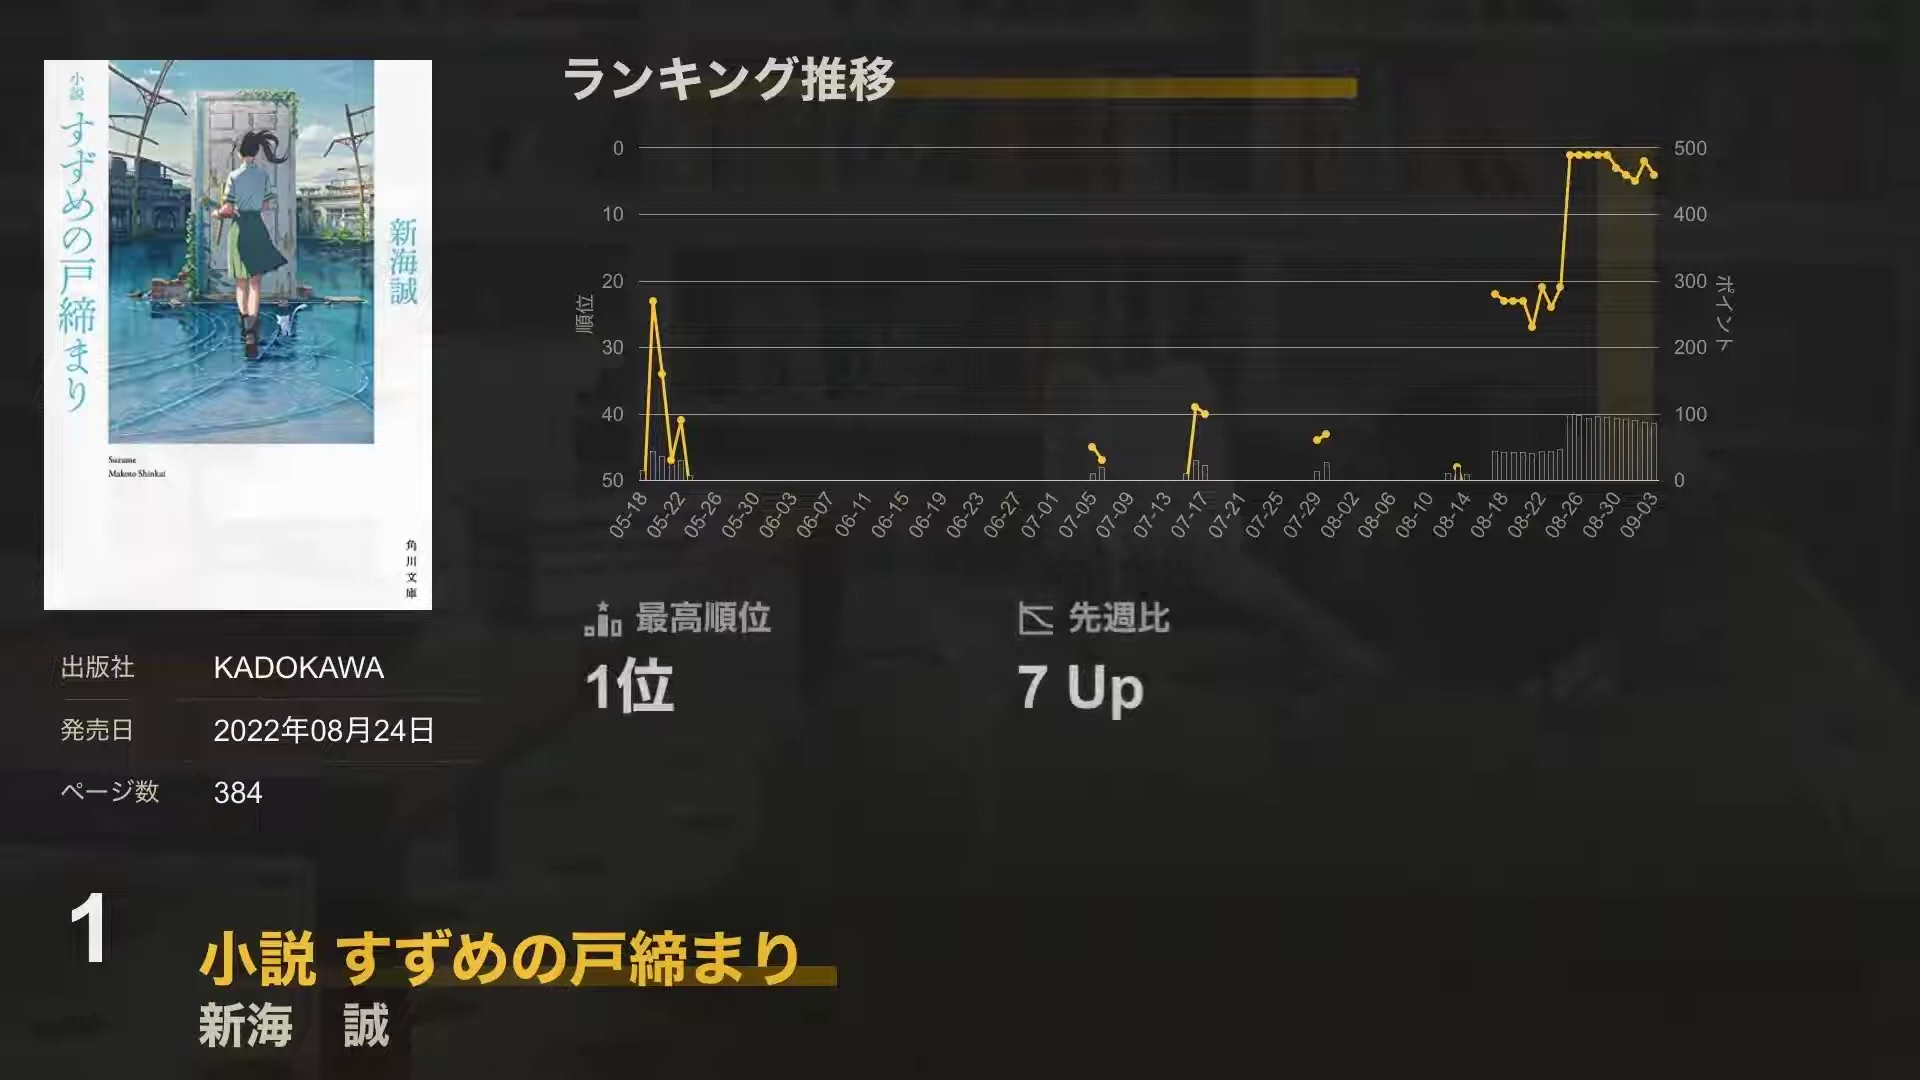 小説 すずめの戸締まり
新海誠
Suzume
Makoto Shinkai
角川文庫
出版社 KADOKAWA
発売日 2022年08月24日
ページ数 384
ランキング推移
順位
0
10
20
30
40
50
500
400
300
200
100
0
ポイント
05-18 05-22 05-26 05-30 06-03 06-07 06-11 06-15 06-19 06-23 06-27 07-01 07-05 07-09 07-13 07-17 07-21 07-25 07-29 08-02 08-06 08-10 08-14 08-18 08-22 08-26 08-30 09-03
最高順位 先週比
1位 7 Up
1
小説 すずめの戸締まり
新海 誠